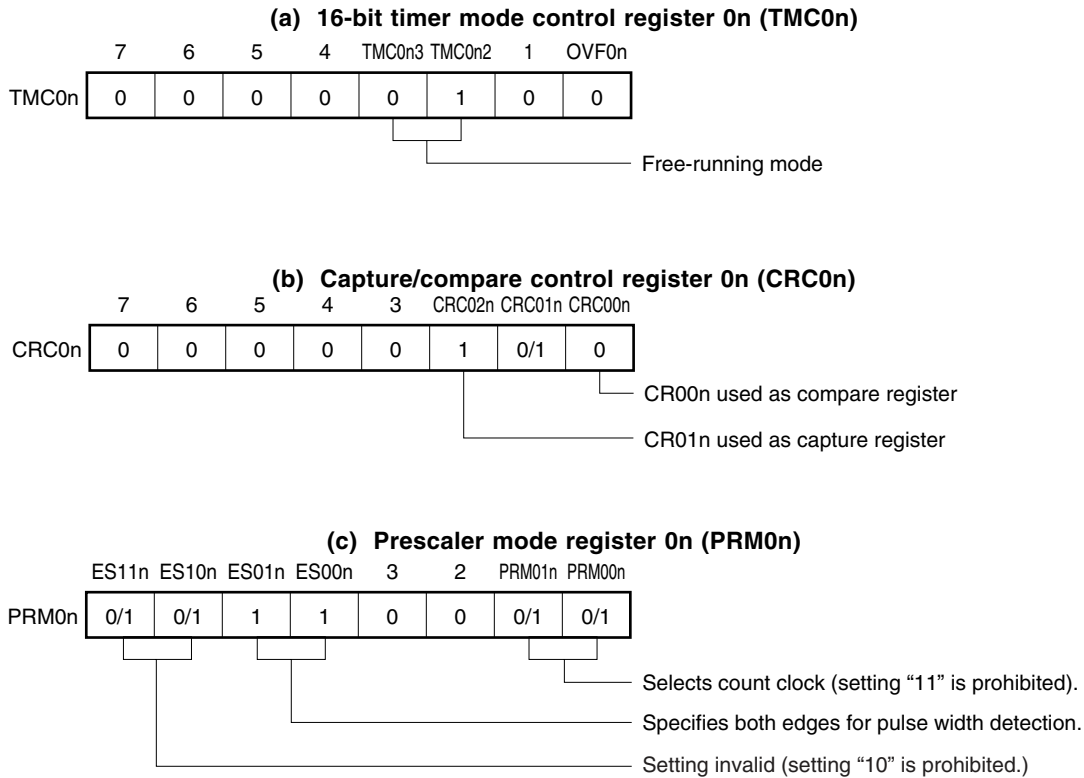 (a) 16-bit timer mode control register 0n (TMC0n)
7 6 5 4 TMC0n3 TMC0n2 1 OVF0n
TMC0n 0 0 0 0 0 1 0 0
Free-running mode
(b) Capture/compare control register 0n (CRC0n)
7 6 5 4 3 CRC02n CRC01n CRC00n
CRC0n 0 0 0 0 0 1 0/1 0
CR00n used as compare register
CR01n used as capture register
(c) Prescaler mode register 0n (PRM0n)
ES11n ES10n ES01n ES00n 3 2 PRM01n PRM00n
PRM0n 0/1 0/1 1 1 0 0 0/1 0/1
Selects count clock (setting “11” is prohibited).
Specifies both edges for pulse width detection.
Setting invalid (setting “10” is prohibited.)